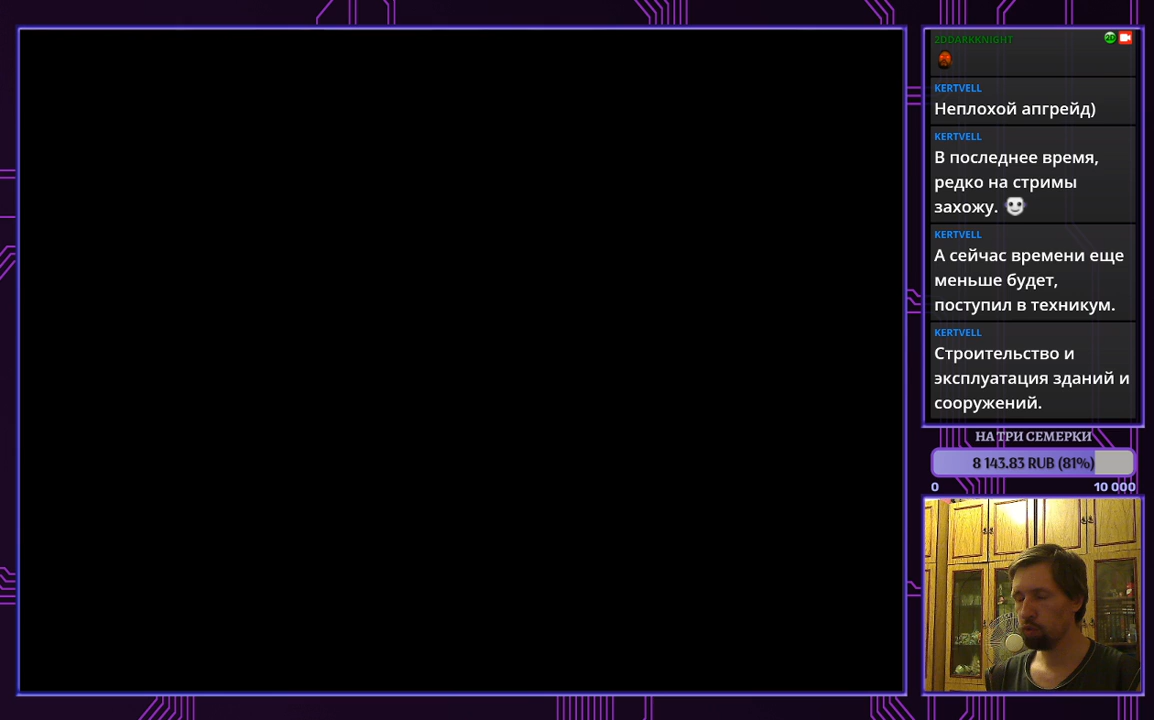 2DDARKKNIGHT
KERTVELL
Неплохой апгрейд)
KERTVELL
В последнее время,
редко на стримы
захожу.
KERTVELL
А сейчас времени еще
меньше будет,
поступил в техникум.
KERTVELL
Строительство и
эксплуатация зданий и
сооружений.
НА ТРИ СЕМЕРКИ
8 143.83 RUB (81%)
0 10 000